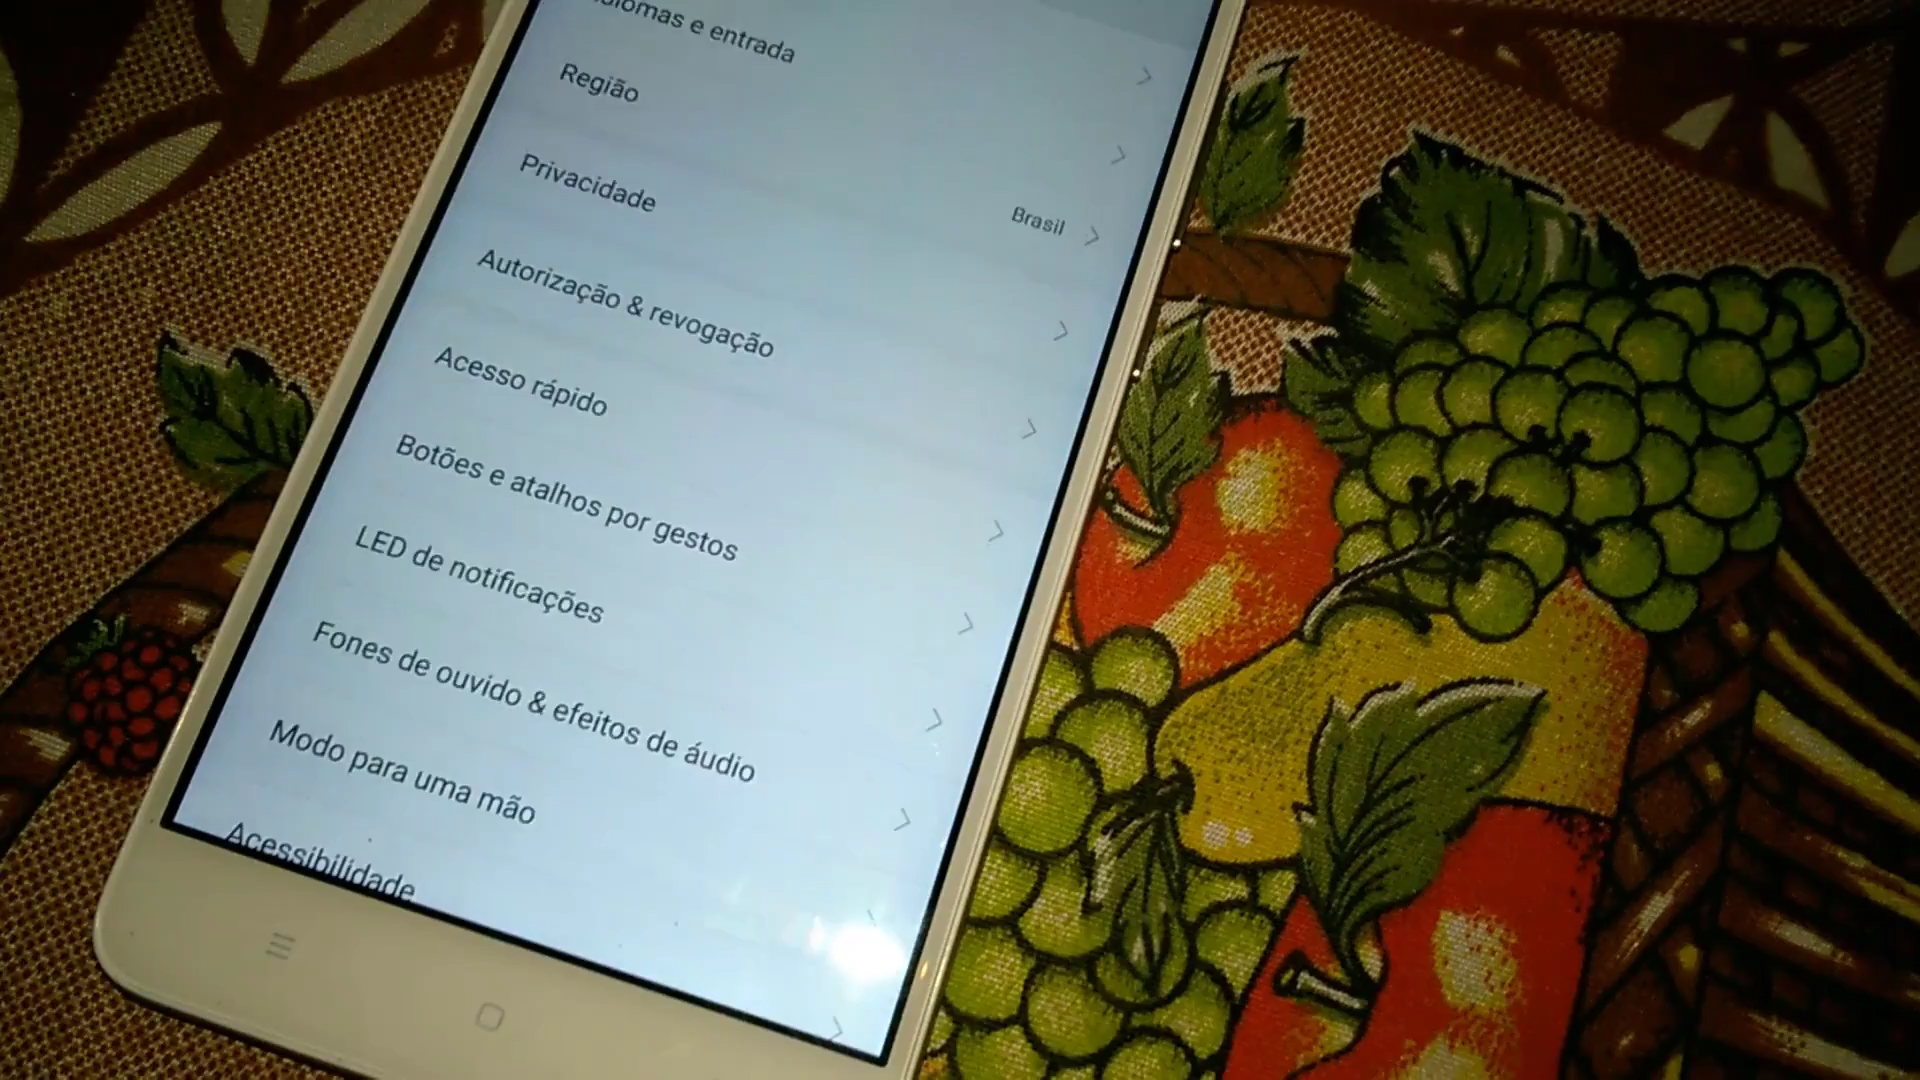 Idiomas e entrada
Região
Brasil
Privacidade
Autorização & revogação
Acesso rápido
Botões e atalhos por gestos
LED de notificações
Fones de ouvido & efeitos de áudio
Modo para uma mão
Acessibilidade